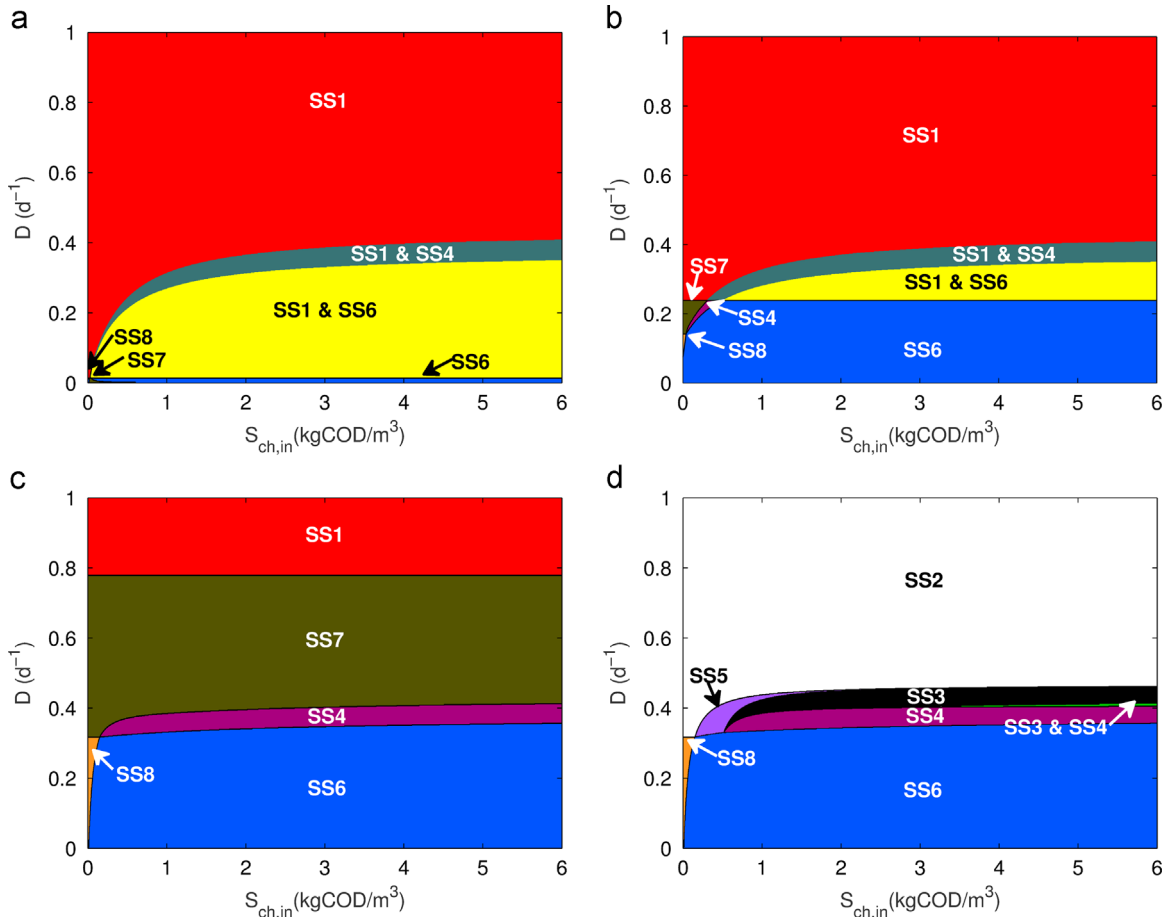 a
1
0.8
0.6
0.4
0.2
0
D (d⁻¹)
SS1
SS1 & SS4
SS1 & SS6
SS8
SS7
SS6
0 1 2 3 4 5 6
S_ch,in(kgCOD/m³)
b
1
0.8
0.6
0.4
0.2
0
D (d⁻¹)
SS1
SS1 & SS4
SS7
SS1 & SS6
SS4
SS8
SS6
0 1 2 3 4 5 6
S_ch,in(kgCOD/m³)
c
1
0.8
0.6
0.4
0.2
0
D (d⁻¹)
SS1
SS7
SS4
SS8
SS6
0 1 2 3 4 5 6
S_ch,in(kgCOD/m³)
d
1
0.8
0.6
0.4
0.2
0
D (d⁻¹)
SS2
SS5
SS3
SS4
SS3 & SS4
SS8
SS6
0 1 2 3 4 5 6
S_ch,in(kgCOD/m³)